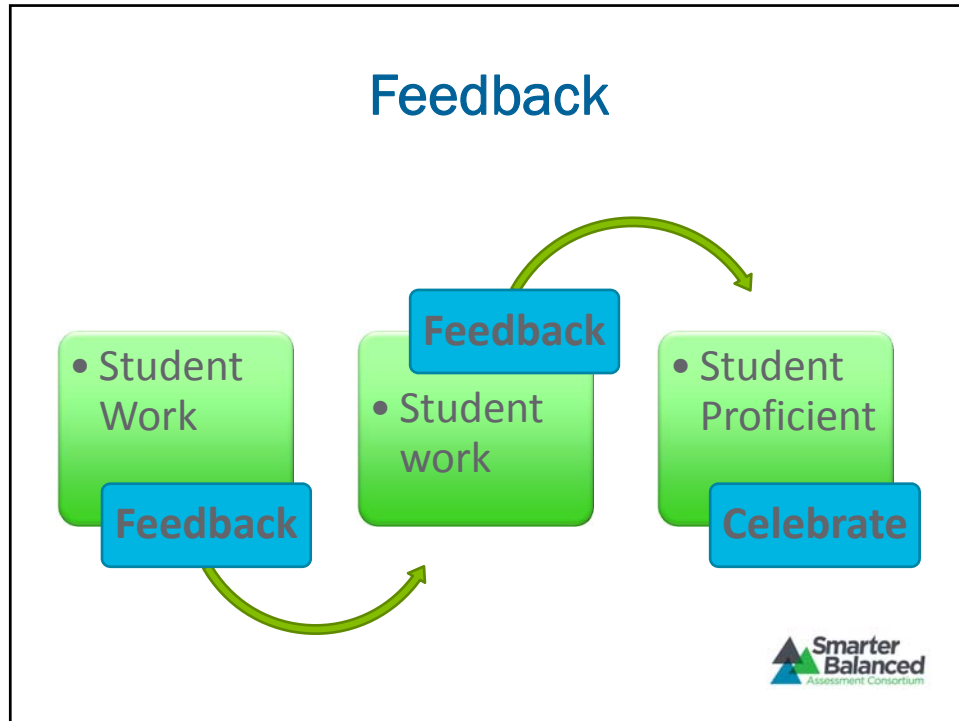 Feedback
• Student
Work
Feedback
Feedback
• Student
work
• Student
Proficient
Celebrate
Smarter
Balanced
Assessment Consortium